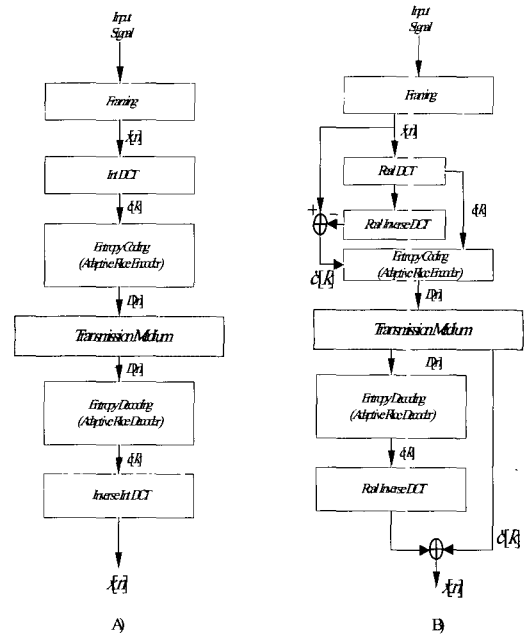 Input
Signal
Framing
x[n]
Int DCT
c[k]
Entropy Coding
(Adaptive Rice Encoder)
D[n]
Transmission Medium
D[n]
Entropy Decoding
(Adaptive Rice Decoder)
c[k]
Inverse Int DCT
x[n]
A)
Input
Signal
Framing
x[n]
Real DCT
c[k]
+
-
Real Inverse DCT
Entropy Coding
(Adaptive Rice Encoder)
c'[k]
D[n]
Transmission Medium
D[n]
Entropy Decoding
(Adaptive Rice Decoder)
c[k]
Real Inverse DCT
c'[k]
x[n]
B)